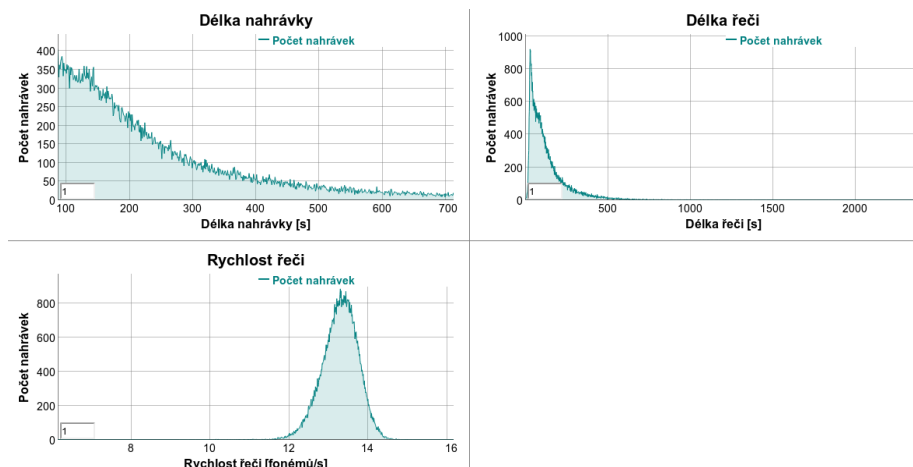 Délka nahrávky
Počet nahrávek
400
350
300
250
200
150
100
50
0
Počet nahrávek
1
100 200 300 400 500 600 700
Délka nahrávky [s]
Délka řeči
Počet nahrávek
1000
800
600
400
200
0
Počet nahrávek
1
500 1000 1500 2000
Délka řeči [s]
Rychlost řeči
Počet nahrávek
800
600
400
200
0
Počet nahrávek
1
8 10 12 14 16
Rychlost řeči [fonémů/s]